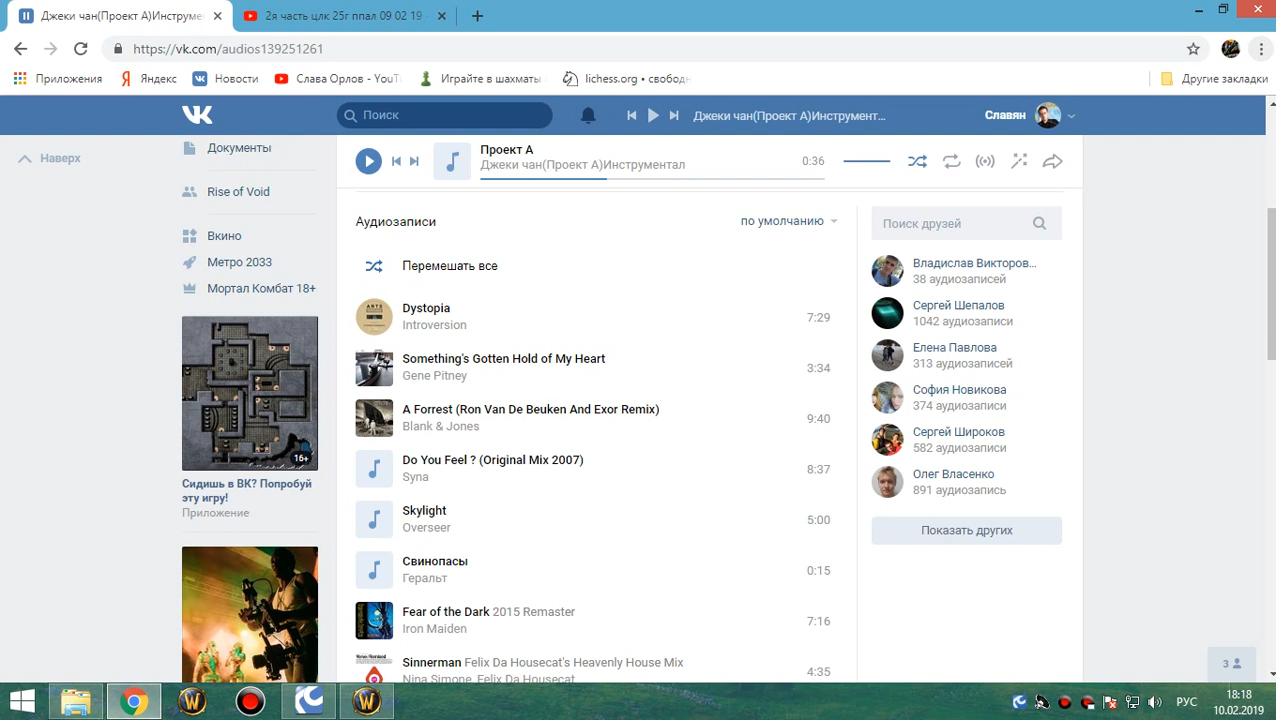 Джеки чан(Проект А)Инструмен
2я часть цлк 25г ппал 09 02 19 -
https://vk.com/audios139251261
Приложения
Яндекс
Новости
Слава Орлов - YouT
Играйте в шахматы
lichess.org • свобод
Другие закладки
Поиск
Джеки чан(Проект А)Инструмент...
Славян
Наверх
Документы
Rise of Void
Вкино
Метро 2033
Мортал Комбат 18+
16+
Сидишь в ВК? Попробуй
эту игру!
Приложение
Проект А
Джеки чан(Проект А)Инструментал
0:36
Аудиозаписи
по умолчанию
Перемешать все
Dystopia
Introversion
7:29
Something's Gotten Hold of My Heart
Gene Pitney
3:34
A Forrest (Ron Van De Beuken And Exor Remix)
Blank & Jones
9:40
Do You Feel ? (Original Mix 2007)
Syna
8:37
Skylight
Overseer
5:00
Свинопасы
Геральт
0:15
Fear of the Dark 2015 Remaster
Iron Maiden
7:16
Sinnerman Felix Da Housecat's Heavenly House Mix
Nina Simone, Felix Da Housecat
4:35
Поиск друзей
Владислав Викторов...
38 аудиозаписей
Сергей Шепалов
1042 аудиозаписи
Елена Павлова
313 аудиозаписей
София Новикова
374 аудиозаписи
Сергей Широков
582 аудиозаписи
Олег Власенко
891 аудиозапись
Показать других
3
РУС
18:18
10.02.2019